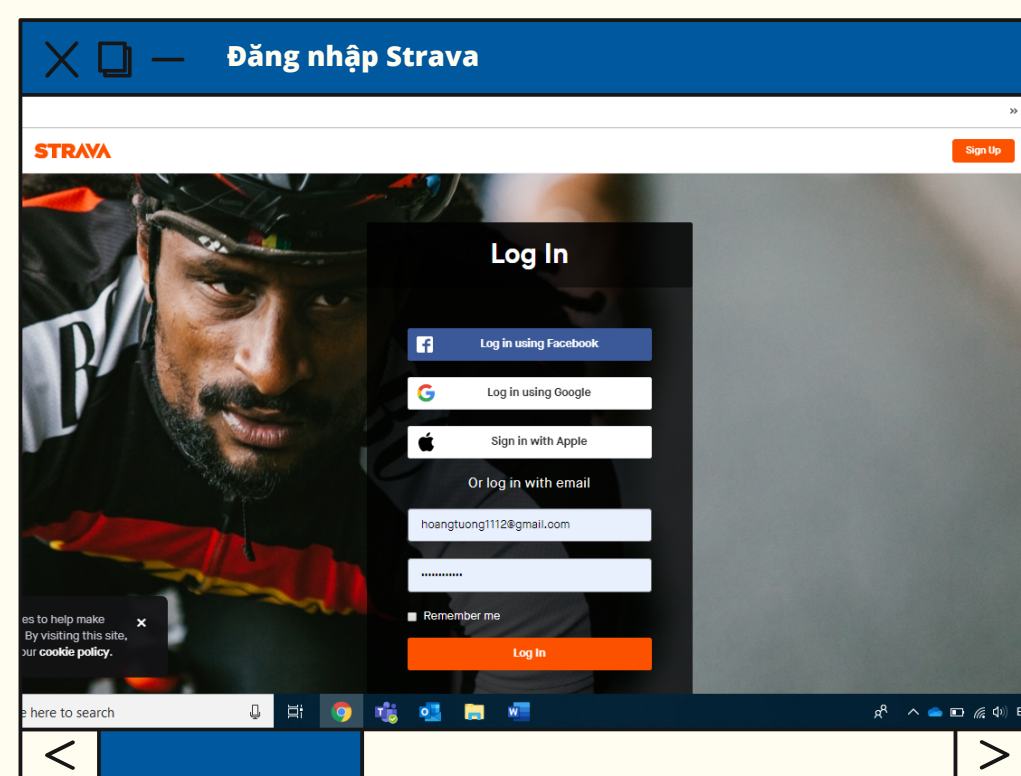 Đăng nhập Strava
»
STRAVA
Sign Up
Log In
Log in using Facebook
G
Log in using Google
Sign in with Apple
Or log in with email
hoangtuong1112@gmail.com
••••••••••••
Remember me
Log In
es to help make
By visiting this site,
our cookie policy.
e here to search